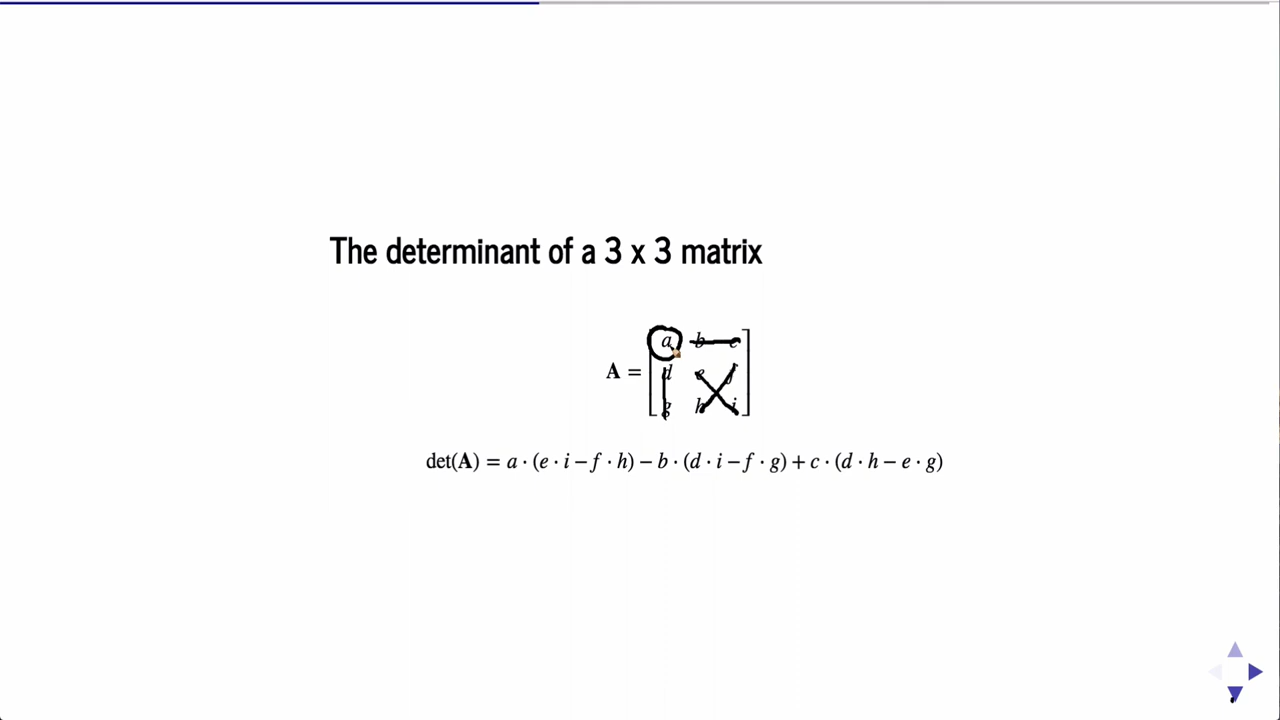 The determinant of a 3 x 3 matrix
a b c
A = d e f
g h i
det(A) = a · (e · i − f · h) − b · (d · i − f · g) + c · (d · h − e · g)